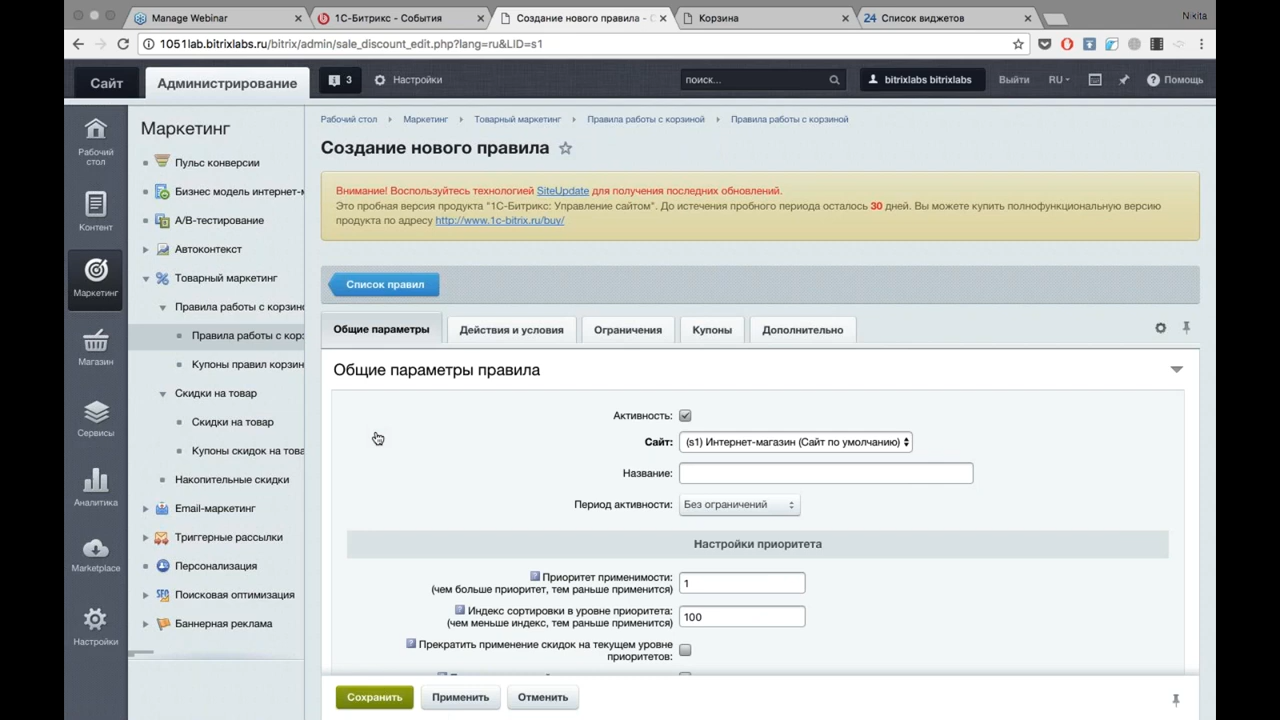 Manage Webinar
1С-Битрикс - События
Создание нового правила - С
Корзина
24 Список виджетов
Nikita
1051lab.bitrixlabs.ru/bitrix/admin/sale_discount_edit.php?lang=ru&LID=s1
Сайт
Администрирование
3
Настройки
поиск...
bitrixlabs bitrixlabs
Выйти
RU
Помощь
Рабочий стол
Контент
Маркетинг
Магазин
Сервисы
Аналитика
Marketplace
Настройки
Маркетинг
Пульс конверсии
Бизнес модель интернет-м
A/B-тестирование
Автоконтекст
Товарный маркетинг
Правила работы с корзино
Правила работы с кор:
Купоны правил корзин
Скидки на товар
Скидки на товар
Купоны скидок на това
Накопительные скидки
Email-маркетинг
Триггерные рассылки
Персонализация
Поисковая оптимизация
Баннерная реклама
Рабочий стол
Маркетинг
Товарный маркетинг
Правила работы с корзиной
Правила работы с корзиной
Создание нового правила
Внимание! Воспользуйтесь технологией SiteUpdate для получения последних обновлений.
Это пробная версия продукта "1С-Битрикс: Управление сайтом". До истечения пробного периода осталось 30 дней. Вы можете купить полнофункциональную версию
продукта по адресу http://www.1c-bitrix.ru/buy/
Список правил
Общие параметры
Действия и условия
Ограничения
Купоны
Дополнительно
Общие параметры правила
Активность:
Сайт: (s1) Интернет-магазин (Сайт по умолчанию)
Название:
Период активности: Без ограничений
Настройки приоритета
Приоритет применимости:
(чем больше приоритет, тем раньше применится) 1
Индекс сортировки в уровне приоритета:
(чем меньше индекс, тем раньше применится) 100
Прекратить применение скидок на текущем уровне
приоритетов:
Сохранить
Применить
Отменить